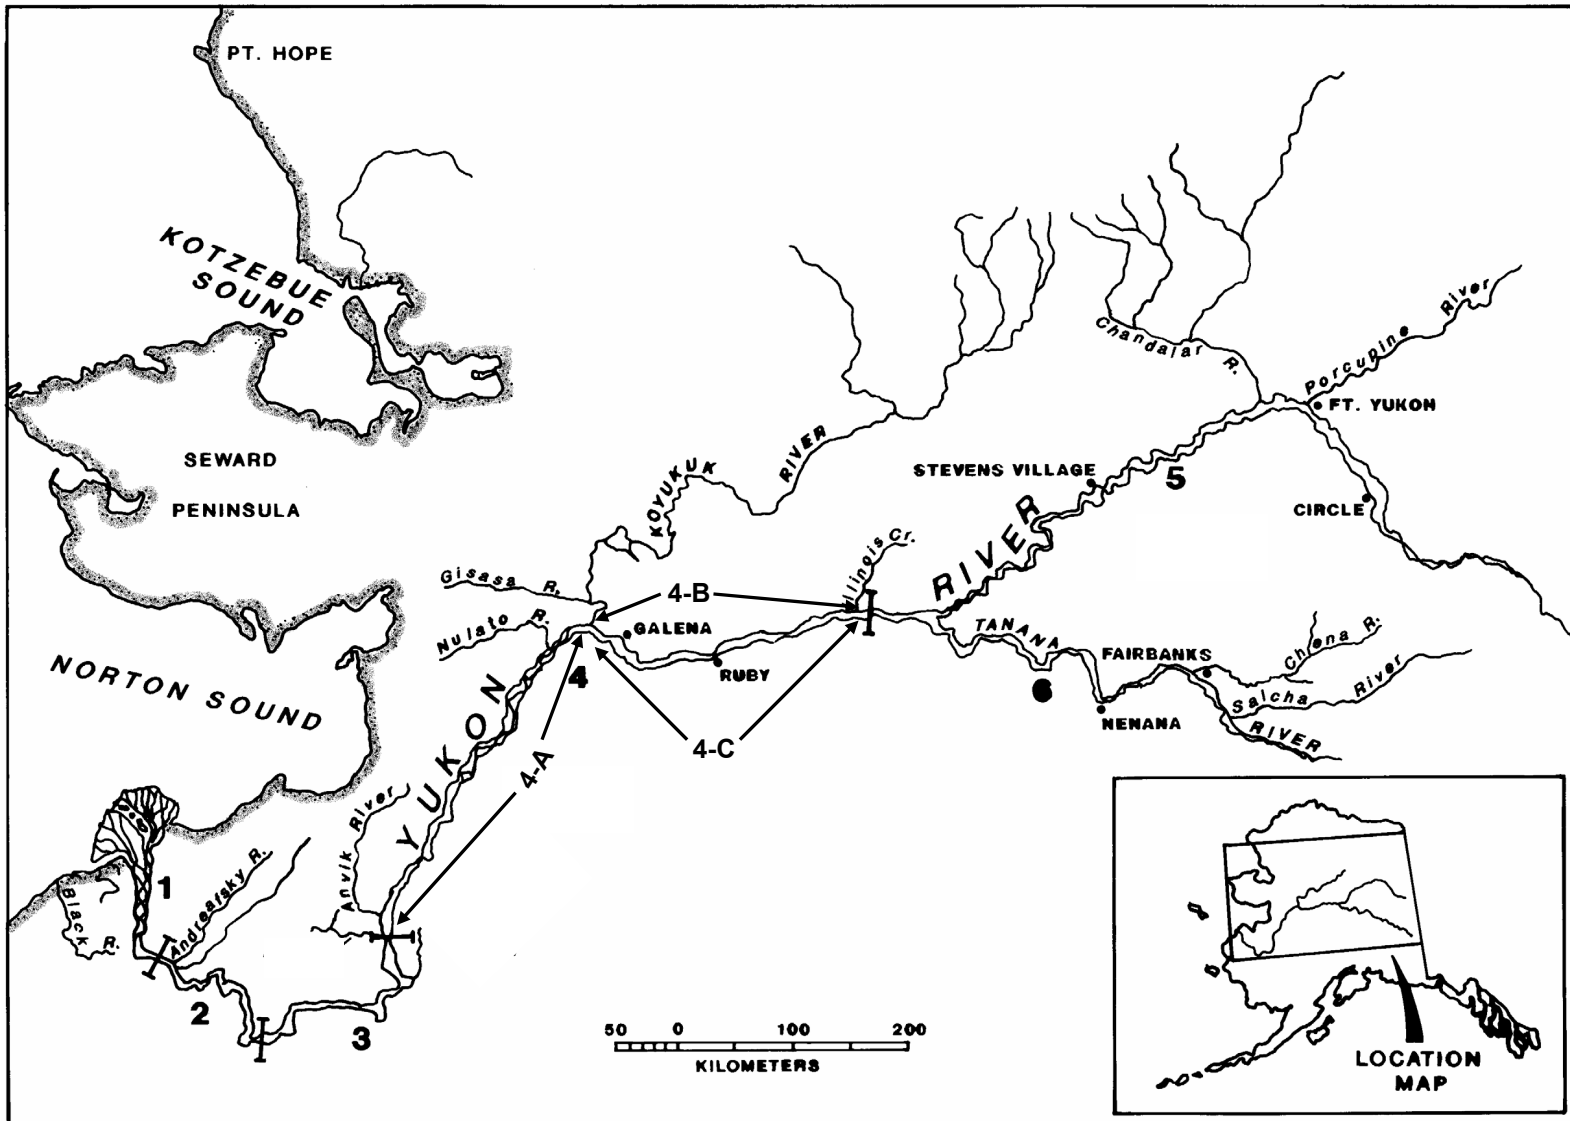 PT. HOPE
KOTZEBUE
SOUND
Chandalar R.
Porcupine River
FT. YUKON
SEWARD
PENINSULA
KOYUKUK RIVER
STEVENS VILLAGE
5
CIRCLE
Illinois Cr.
RIVER
Gisasa R.
4-B
Nulato R.
GALENA
TANANA
Chena R.
FAIRBANKS
NORTON SOUND
4
RUBY
6
Salcha River
NENANA
RIVER
YUKON
4-C
4-A
Anvik River
1
Andreafsky R.
Black R.
2
3
50 0 100 200
KILOMETERS
LOCATION
MAP